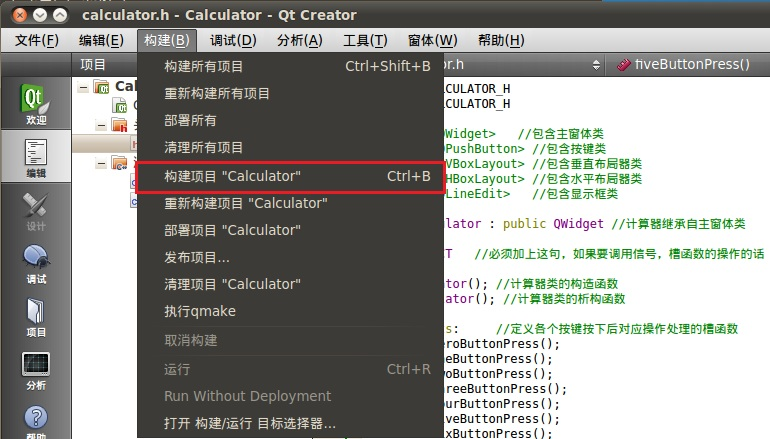 calculator.h - Calculator - Qt Creator
文件(F) 编辑(E) 构建(B) 调试(D) 分析(A) 工具(T) 窗体(W) 帮助(H)
项目
.h
fiveButtonPress()
构建所有项目 Ctrl+Shift+B
重新构建所有项目
部署所有
清理所有项目
构建项目 "Calculator" Ctrl+B
重新构建项目 "Calculator"
部署项目 "Calculator"
发布项目...
清理项目 "Calculator"
执行qmake
取消构建
运行 Ctrl+R
Run Without Deployment
打开 构建/运行 目标选择器...
Qt
欢迎
编辑
设计
调试
项目
分析
帮助
Cal
ALCULATOR_H
ALCULATOR_H
Widget> //包含主窗体类
PushButton> //包含按键类
VBoxLayout> //包含垂直布局器类
HBoxLayout> //包含水平布局器类
LineEdit> //包含显示框类
ulator : public QWidget //计算器继承自主窗体类
CT //必须加上这句，如果要调用信号，槽函数的操作的话
ator(); //计算器类的构造函数
lator(); //计算器类的析构函数
s: //定义各个按键按下后对应操作处理的槽函数
eroButtonPress();
neButtonPress();
woButtonPress();
hreeButtonPress();
ourButtonPress();
iveButtonPress();
ixButtonPress();